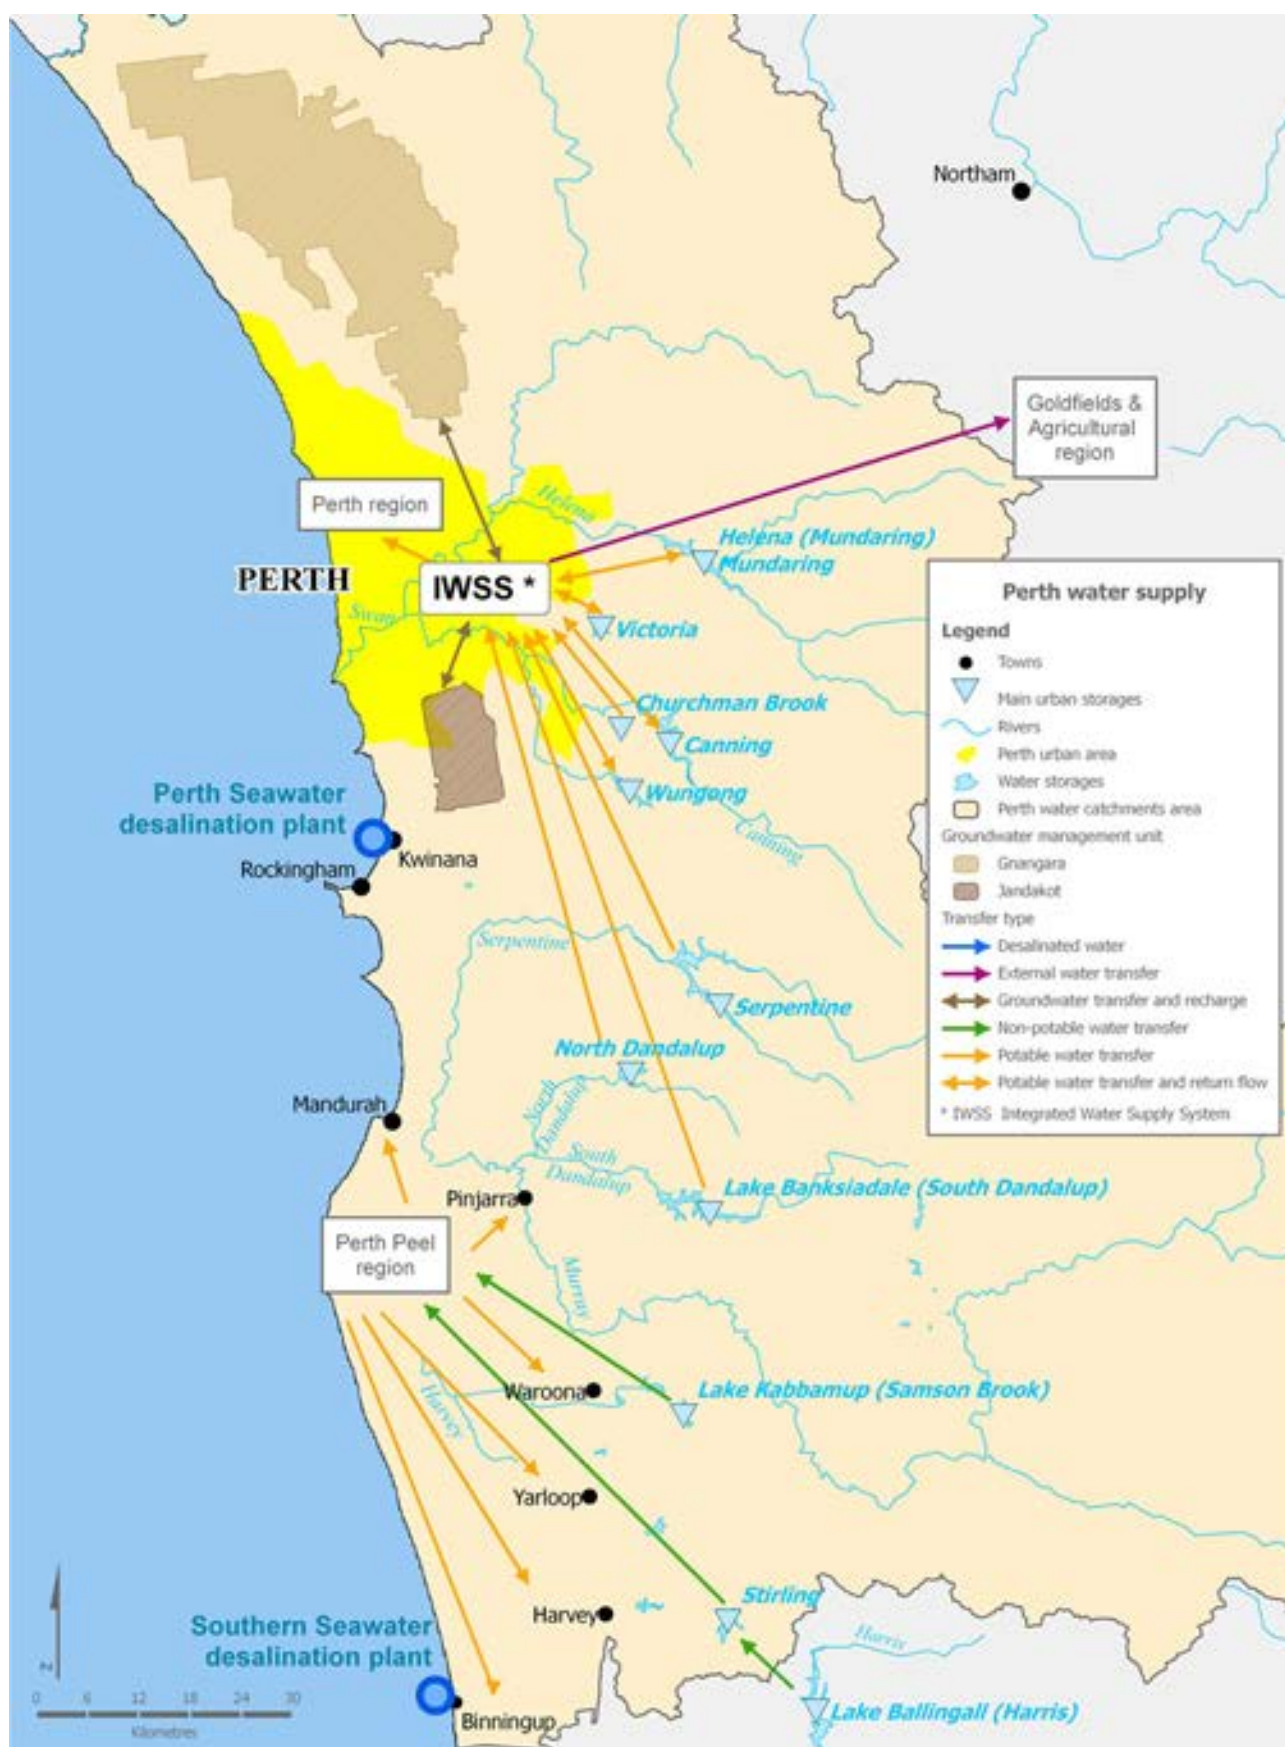 Northam
Goldfields &
Agricultural
region
Perth region
Helena
Helena (Mundaring)
Mundaring
PERTH
IWSS *
Swan
Victoria
Churchman Brook
Canning
Wungong
Canning
Perth Seawater
desalination plant
Kwinana
Rockingham
Serpentine
Serpentine
North Dandalup
North
Dandalup
Mandurah
South
Dandalup
Lake Banksiadale (South Dandalup)
Pinjarra
Perth Peel
region
Murray
Waroona
Lake Kabbamup (Samson Brook)
Harvey
Yarloop
Stirling
Harvey
Southern Seawater
desalination plant
Harris
Binningup
Lake Ballingall (Harris)
N
0 6 12 18 24 30
Kilometres
Perth water supply
Legend
Towns
Main urban storages
Rivers
Perth urban area
Water storages
Perth water catchments area
Groundwater management unit
Gnangara
Jandakot
Transfer type
Desalinated water
External water transfer
Groundwater transfer and recharge
Non-potable water transfer
Potable water transfer
Potable water transfer and return flow
* IWSS Integrated Water Supply System